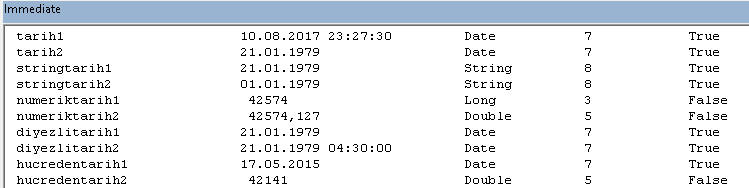 Immediate
tarih1 10.08.2017 23:27:30 Date 7 True
tarih2 21.01.1979 Date 7 True
stringtarih1 21.01.1979 String 8 True
stringtarih2 01.01.1979 String 8 True
numeriktarih1 42574 Long 3 False
numeriktarih2 42574,127 Double 5 False
diyezlitarih1 21.01.1979 Date 7 True
diyezlitarih2 21.01.1979 04:30:00 Date 7 True
hucredentarih1 17.05.2015 Date 7 True
hucredentarih2 42141 Double 5 False